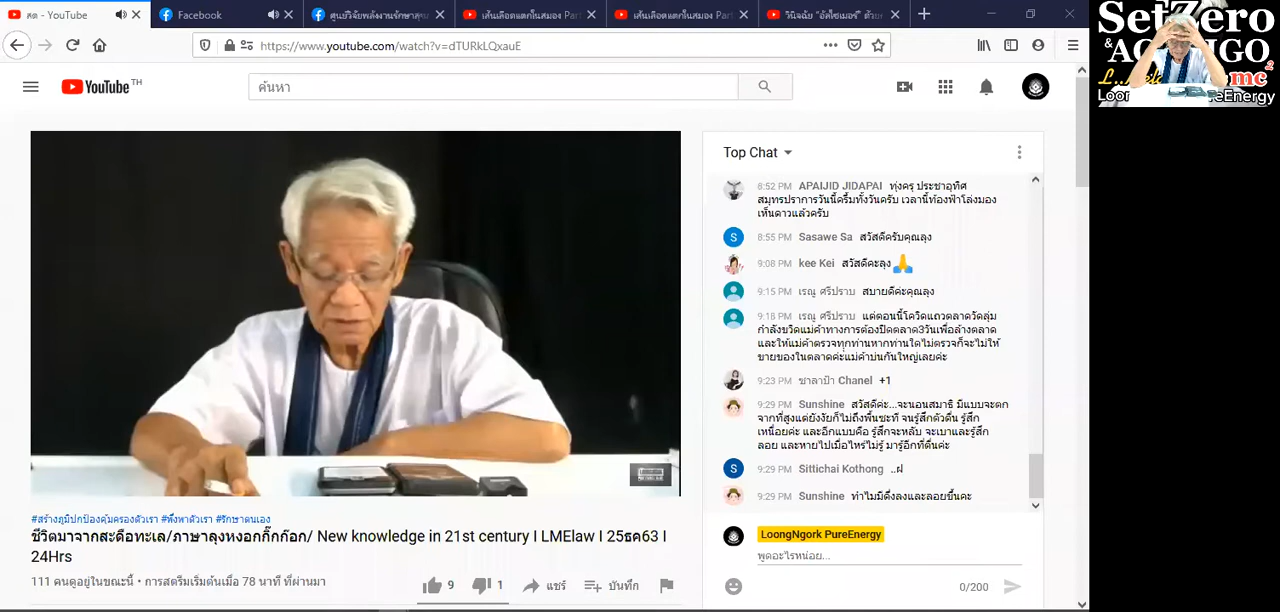 สด - YouTube
Facebook
ศูนย์วิจัยพลังงานรักษาสุขภ
เส้นเลือดแตกในสมอง Part
เส้นเลือดแตกในสมอง Part
วินิจฉัย "อัลไซเมอร์" ด้วยก
https://www.youtube.com/watch?v=dTURkLQxauE
YouTube TH
ค้นหา
Top Chat
8:52 PM APAIJID JIDAPAI ทุ่งครุ ประชาอุทิศ
สมุทรปราการวันนี้ครึ้มทั้งวันครับ เวลานี้ท้องฟ้าโล่งมอง
เห็นดาวแล้วครับ
S
8:55 PM Sasawe Sa สวัสดีครับคุณลุง
9:08 PM kee Kei สวัสดีคะลุง
9:15 PM เรณู ศรีปราบ สบายดีค่ะคุณลุง
9:18 PM เรณู ศรีปราบ แต่ตอนนี้โควิดแถวตลาดวัดลุ่ม
กำลังขวิดแม่ค้าทางการต้องปิดตลาด3วันเพื่อล้างตลาด
และให้แม่ค้าตรวจทุกท่านหากท่านใดไม่ตรวจก็จะไม่ให้
ขายของในตลาดค่ะแม่ค้าบ่นกันใหญ่เลยค่ะ
9:23 PM ชาลาป้า Chanel +1
9:29 PM Sunshine สวัสดีค่ะ...จะนอนสมาธิ มีแบบจะตก
จากที่สูงแต่ยังงัยก็ไม่ถึงพื้นซะที จนรู้สึกตัวตื่น รู้สึก
เหนื่อยค่ะ และอีกแบบคือ รู้สึกจะหลับ จะเบาและรู้สึก
ลอย และหายไปเมื่อไหร่ไม่รู้ มารู้อีกที่ตื่นค่ะ
S
9:29 PM Sittichai Kothong ..ฝ
9:29 PM Sunshine ทำไมมีดิ่งลงและลอยขึ้นคะ
LoongNgork PureEnergy
พูดอะไรหน่อย...
0/200
#สร้างภูมิปกป้องคุ้มครองตัวเรา #พึ่งพาตัวเรา #รักษาตนเอง
ชีวิตมาจากสะดือทะเล/ภาษาลุงหงอกกิ๊กก๊อก/ New knowledge in 21st century I LMElaw I 25ธค63 I
24Hrs
111 คนดูอยู่ในขณะนี้ • การสตรีมเริ่มต้นเมื่อ 78 นาที ที่ผ่านมา
9
1
แชร์
บันทึก
SetZero